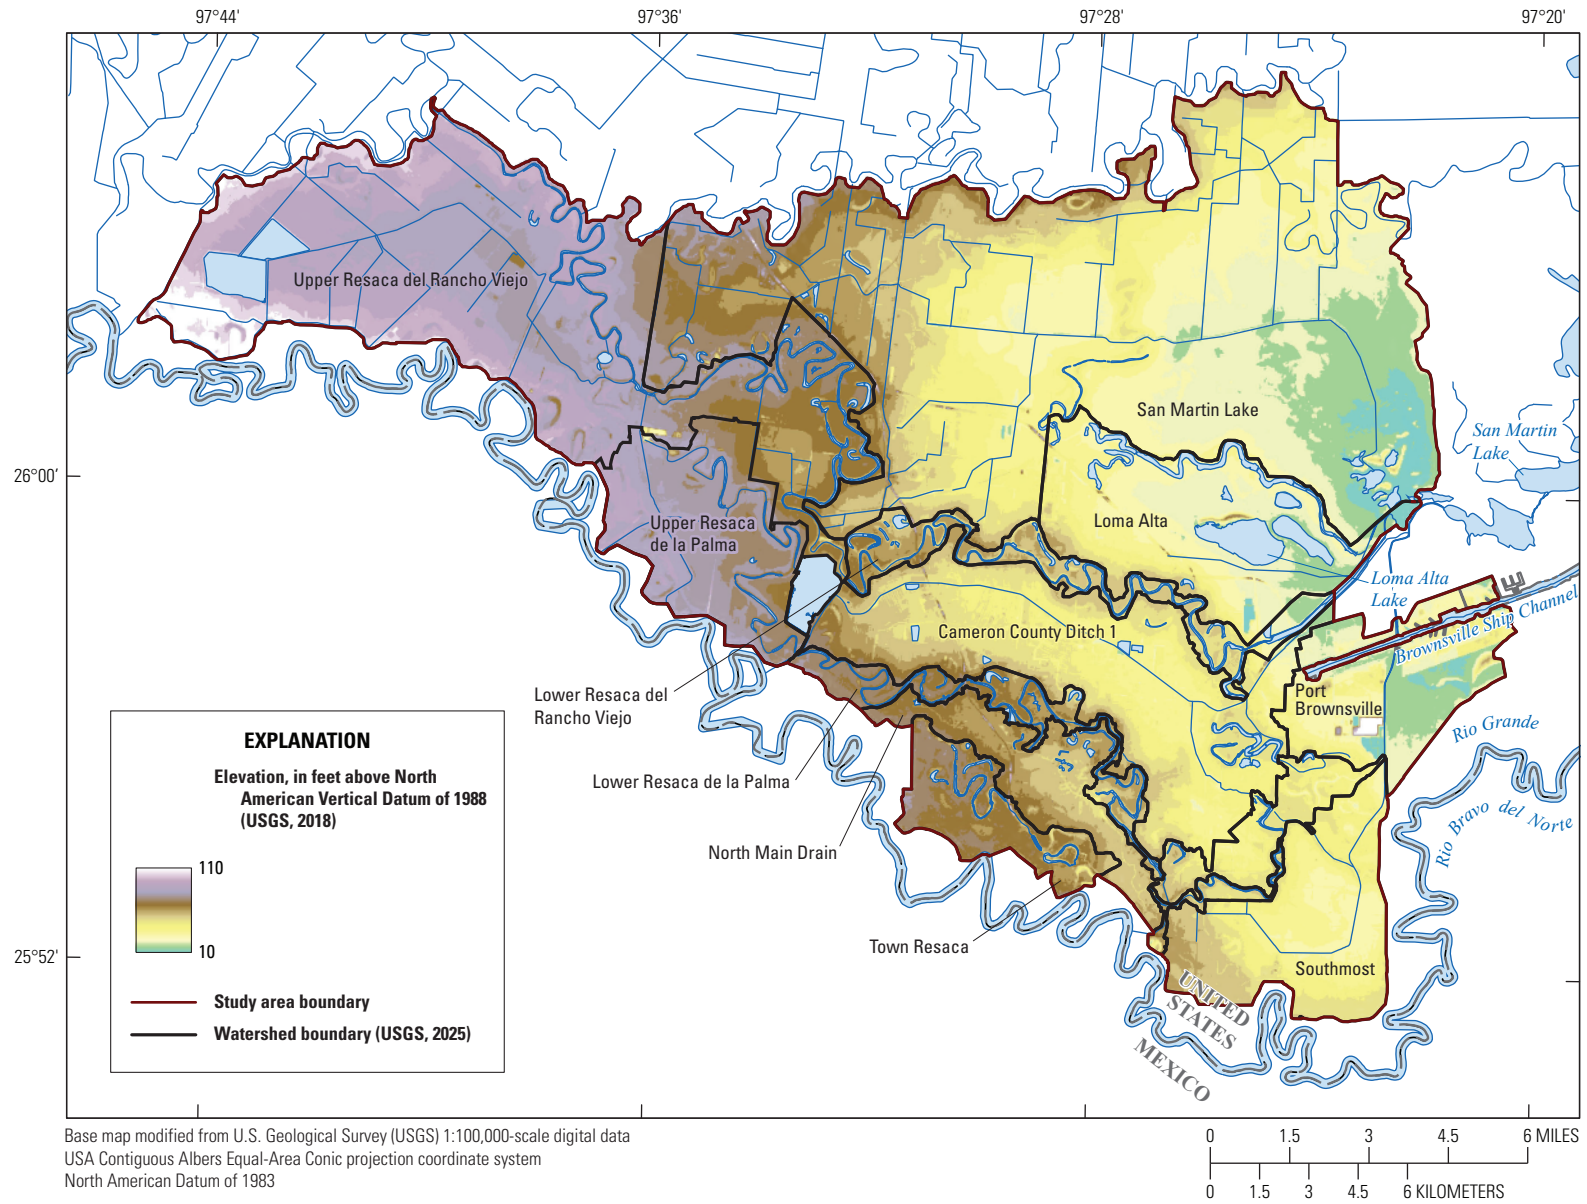 97°44'
97°36'
97°28'
97°20'
26°00'
25°52'
Upper Resaca del Rancho Viejo
San Martin Lake
San Martin
Lake
Upper Resaca
de la Palma
Loma Alta
Loma Alta
Lake
Cameron County Ditch 1
Brownsville Ship Channel
Lower Resaca del
Rancho Viejo
Port
Brownsville
Rio Grande
Lower Resaca de la Palma
Rio Bravo del Norte
North Main Drain
Town Resaca
Southmost
UNITED
STATES
MEXICO
EXPLANATION
Elevation, in feet above North
American Vertical Datum of 1988
(USGS, 2018)
110
10
Study area boundary
Watershed boundary (USGS, 2025)
Base map modified from U.S. Geological Survey (USGS) 1:100,000-scale digital data
USA Contiguous Albers Equal-Area Conic projection coordinate system
North American Datum of 1983
0 1.5 3 4.5 6 MILES
0 1.5 3 4.5 6 KILOMETERS